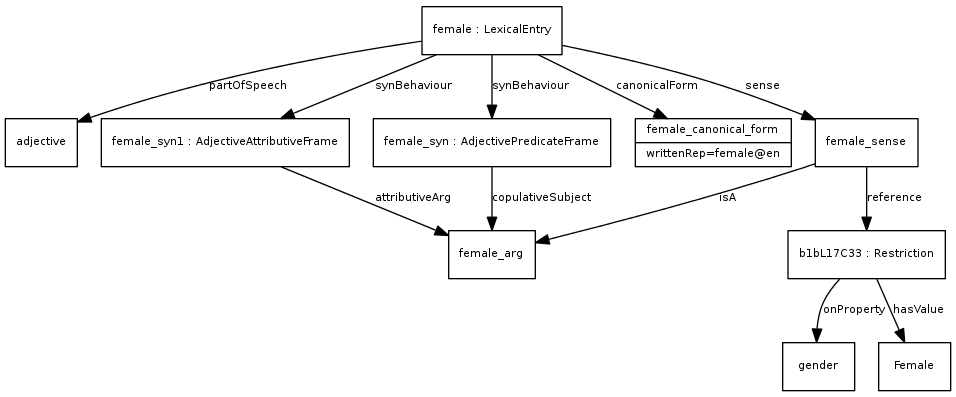 female : LexicalEntry
partOfSpeech
synBehaviour
synBehaviour
canonicalForm
sense
adjective
female_syn1 : AdjectiveAttributiveFrame
female_syn : AdjectivePredicateFrame
female_canonical_form
writtenRep=female@en
female_sense
attributiveArg
copulativeSubject
isA
reference
female_arg
b1bL17C33 : Restriction
onProperty
hasValue
gender
Female